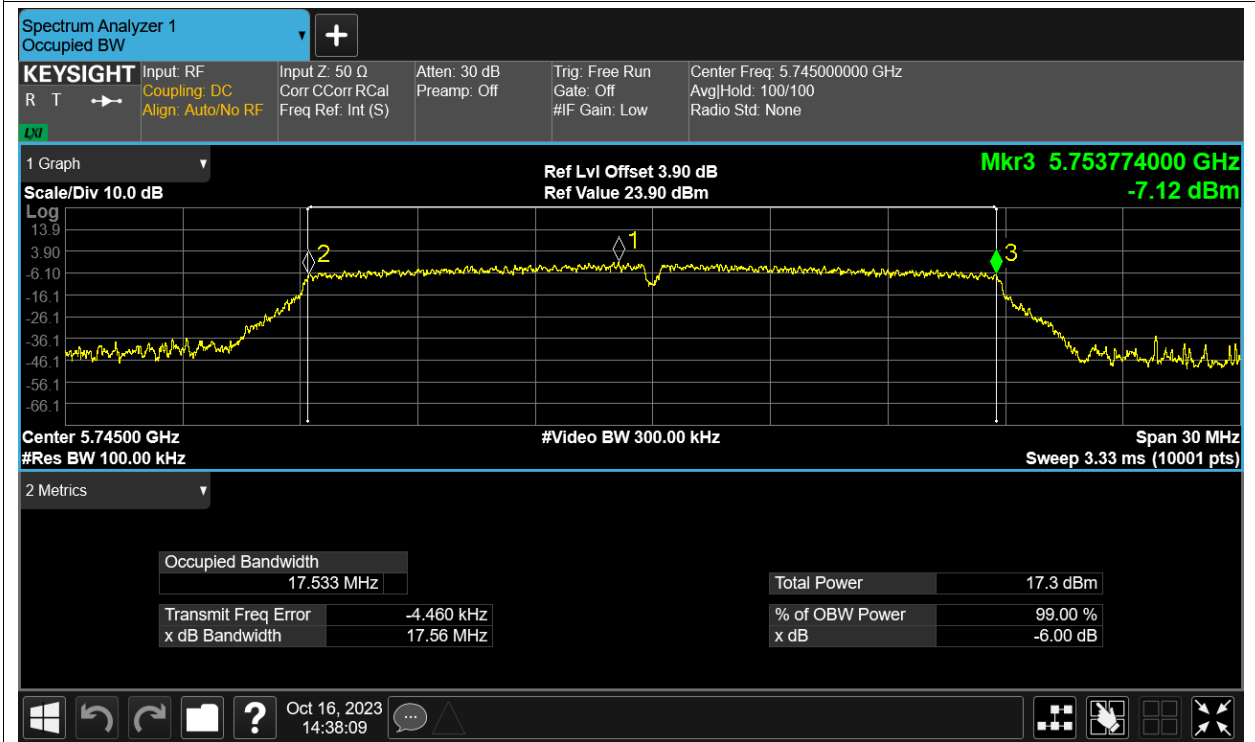 Spectrum Analyzer 1
Occupied BW
+
KEYSIGHT
R T
LXI
Input: RF
Coupling: DC
Align: Auto/No RF
Input Z: 50 Ω
Corr CCorr RCal
Freq Ref: Int (S)
Atten: 30 dB
Preamp: Off
Trig: Free Run
Gate: Off
#IF Gain: Low
Center Freq: 5.745000000 GHz
Avg|Hold: 100/100
Radio Std: None
1 Graph
Scale/Div 10.0 dB
Ref Lvl Offset 3.90 dB
Ref Value 23.90 dBm
Mkr3 5.753774000 GHz
-7.12 dBm
Log
13.9
3.90
-6.10
-16.1
-26.1
-36.1
-46.1
-56.1
-66.1
2
1
3
Center 5.74500 GHz
#Video BW 300.00 kHz
Span 30 MHz
#Res BW 100.00 kHz
Sweep 3.33 ms (10001 pts)
2 Metrics
Occupied Bandwidth
17.533 MHz
Transmit Freq Error -4.460 kHz
x dB Bandwidth 17.56 MHz
Total Power 17.3 dBm
% of OBW Power 99.00 %
x dB -6.00 dB
?
Oct 16, 2023
14:38:09